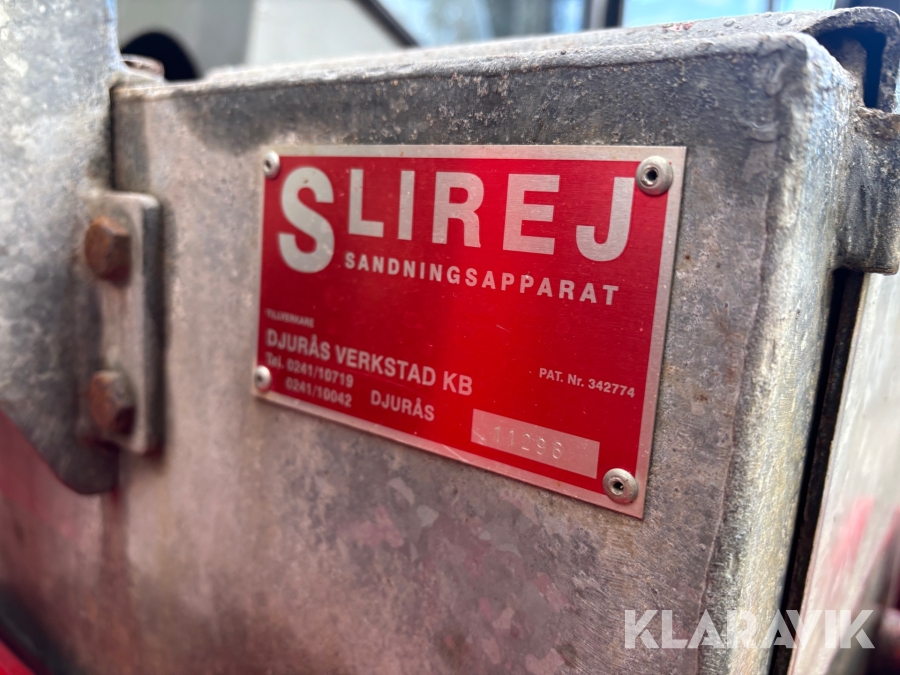 SLIREJ
SANDNINGSAPPARAT
TILLVERKARE
DJURÅS VERKSTAD KB
Tel. 0241/10719
0241/10042 DJURÅS
PAT. Nr. 342774
11296
KLARAVIK